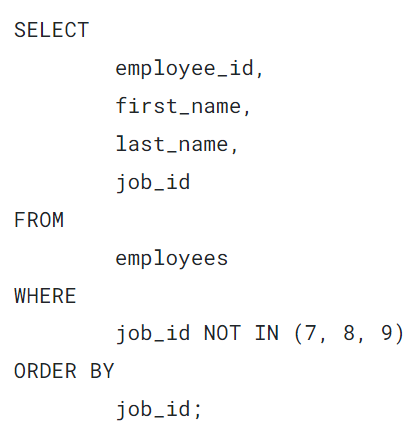 SELECT
employee_id,
first_name,
last_name,
job_id
FROM
employees
WHERE
job_id NOT IN (7, 8, 9)
ORDER BY
job_id;